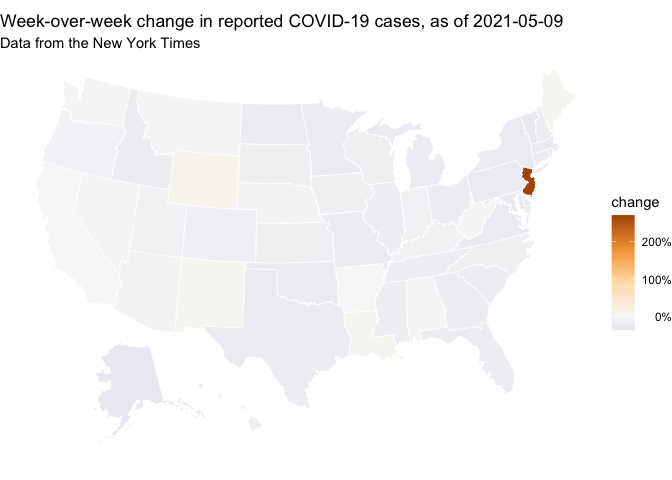 Week-over-week change in reported COVID-19 cases, as of 2021-05-09
Data from the New York Times
change
200%
100%
0%